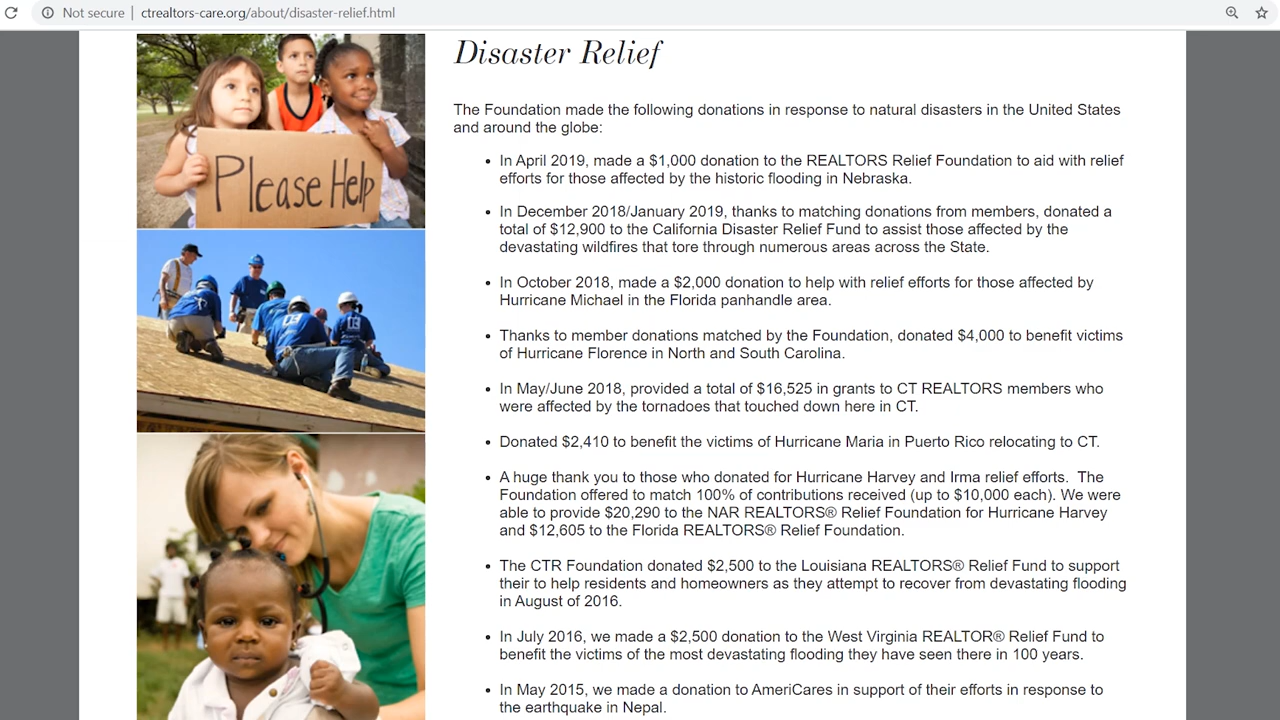 Not secure | ctrealtors-care.org/about/disaster-relief.html
Please Help
Disaster Relief
The Foundation made the following donations in response to natural disasters in the United States
and around the globe:
• In April 2019, made a $1,000 donation to the REALTORS Relief Foundation to aid with relief
efforts for those affected by the historic flooding in Nebraska.
• In December 2018/January 2019, thanks to matching donations from members, donated a
total of $12,900 to the California Disaster Relief Fund to assist those affected by the
devastating wildfires that tore through numerous areas across the State.
• In October 2018, made a $2,000 donation to help with relief efforts for those affected by
Hurricane Michael in the Florida panhandle area.
• Thanks to member donations matched by the Foundation, donated $4,000 to benefit victims
of Hurricane Florence in North and South Carolina.
• In May/June 2018, provided a total of $16,525 in grants to CT REALTORS members who
were affected by the tornadoes that touched down here in CT.
• Donated $2,410 to benefit the victims of Hurricane Maria in Puerto Rico relocating to CT.
• A huge thank you to those who donated for Hurricane Harvey and Irma relief efforts.  The
Foundation offered to match 100% of contributions received (up to $10,000 each). We were
able to provide $20,290 to the NAR REALTORS® Relief Foundation for Hurricane Harvey
and $12,605 to the Florida REALTORS® Relief Foundation.
• The CTR Foundation donated $2,500 to the Louisiana REALTORS® Relief Fund to support
their to help residents and homeowners as they attempt to recover from devastating flooding
in August of 2016.
• In July 2016, we made a $2,500 donation to the West Virginia REALTOR® Relief Fund to
benefit the victims of the most devastating flooding they have seen there in 100 years.
• In May 2015, we made a donation to AmeriCares in support of their efforts in response to
the earthquake in Nepal.